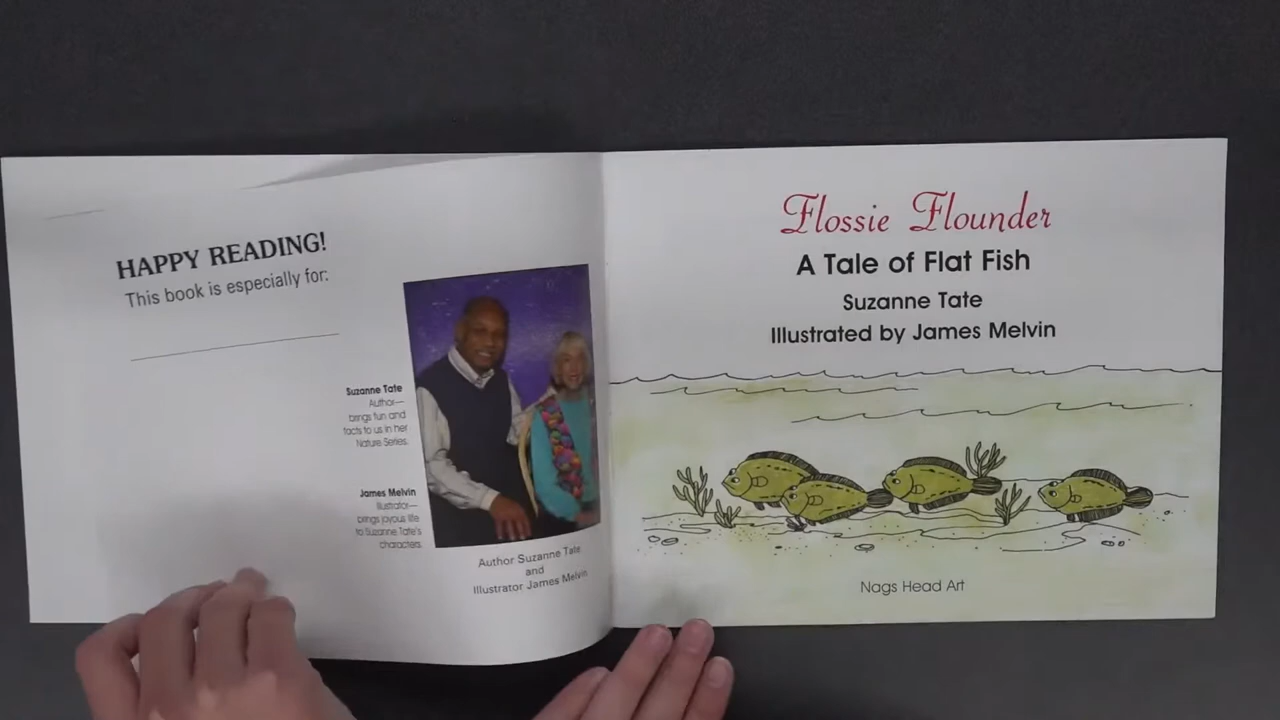 HAPPY READING!
This book is especially for:
Suzanne Tate
Author—
brings fun and
facts to us in her
Nature Series.
James Melvin
Illustrator—
brings joyous life
to Suzanne Tate's
characters.
Author Suzanne Tate
and
Illustrator James Melvin
Flossie Flounder
A Tale of Flat Fish
Suzanne Tate
Illustrated by James Melvin
Nags Head Art